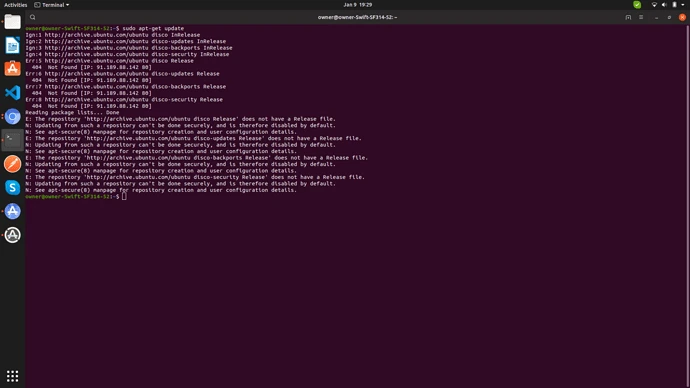 Activities
Terminal
Jan 9 19:29
owner@owner-Swift-SF314-52: ~
owner@owner-Swift-SF314-52:~$ sudo apt-get update
Ign:1 http://archive.ubuntu.com/ubuntu disco InRelease
Ign:2 http://archive.ubuntu.com/ubuntu disco-updates InRelease
Ign:3 http://archive.ubuntu.com/ubuntu disco-backports InRelease
Ign:4 http://archive.ubuntu.com/ubuntu disco-security InRelease
Err:5 http://archive.ubuntu.com/ubuntu disco Release
404  Not Found [IP: 91.189.88.142 80]
Err:6 http://archive.ubuntu.com/ubuntu disco-updates Release
404  Not Found [IP: 91.189.88.142 80]
Err:7 http://archive.ubuntu.com/ubuntu disco-backports Release
404  Not Found [IP: 91.189.88.142 80]
Err:8 http://archive.ubuntu.com/ubuntu disco-security Release
404  Not Found [IP: 91.189.88.142 80]
Reading package lists... Done
E: The repository 'http://archive.ubuntu.com/ubuntu disco Release' does not have a Release file.
N: Updating from such a repository can't be done securely, and is therefore disabled by default.
N: See apt-secure(8) manpage for repository creation and user configuration details.
E: The repository 'http://archive.ubuntu.com/ubuntu disco-updates Release' does not have a Release file.
N: Updating from such a repository can't be done securely, and is therefore disabled by default.
N: See apt-secure(8) manpage for repository creation and user configuration details.
E: The repository 'http://archive.ubuntu.com/ubuntu disco-backports Release' does not have a Release file.
N: Updating from such a repository can't be done securely, and is therefore disabled by default.
N: See apt-secure(8) manpage for repository creation and user configuration details.
E: The repository 'http://archive.ubuntu.com/ubuntu disco-security Release' does not have a Release file.
N: Updating from such a repository can't be done securely, and is therefore disabled by default.
N: See apt-secure(8) manpage for repository creation and user configuration details.
owner@owner-Swift-SF314-52:~$